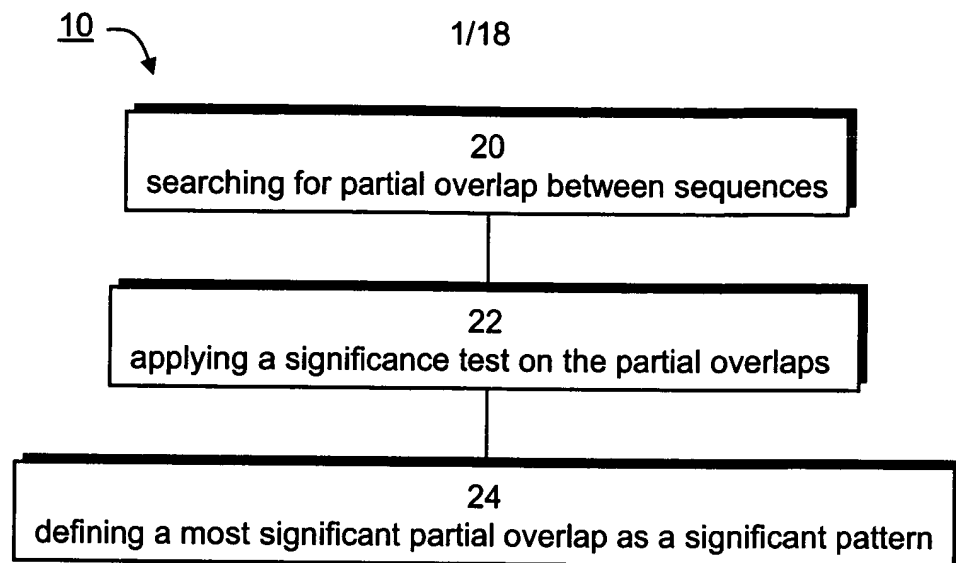 10
1/18
20
searching for partial overlap between sequences
22
applying a significance test on the partial overlaps
24
defining a most significant partial overlap as a significant pattern